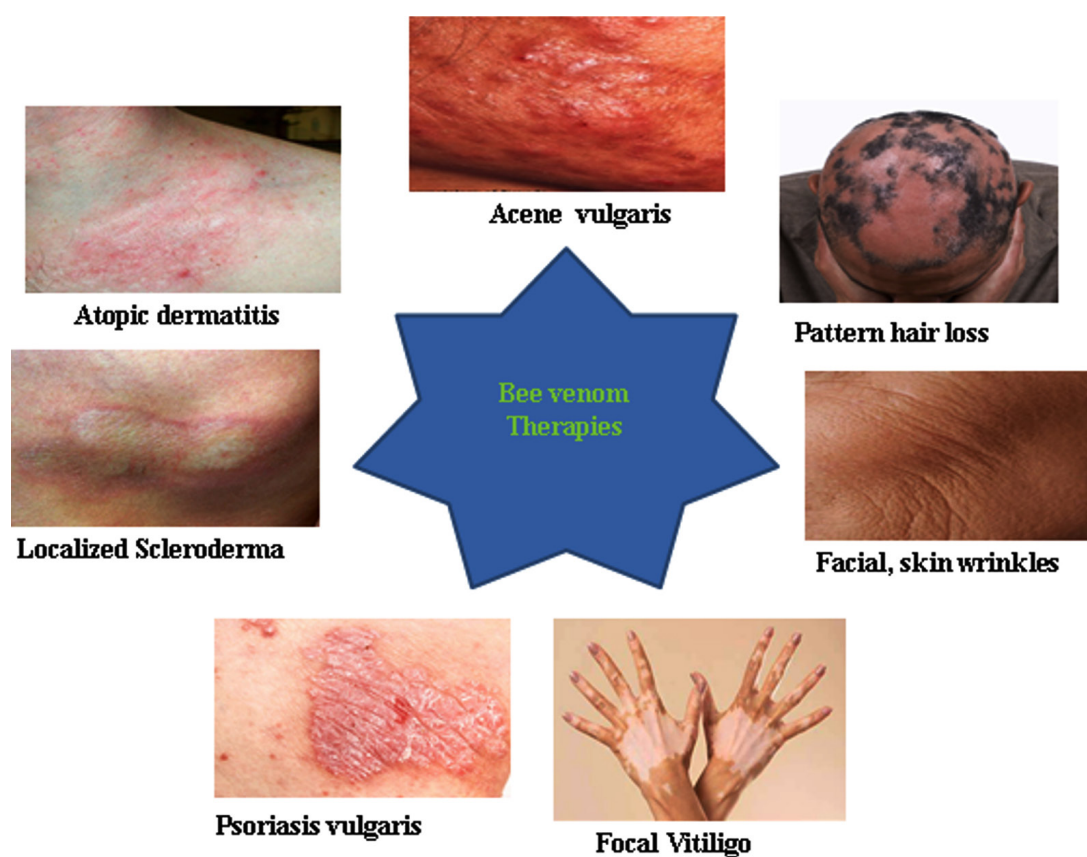 Acene vulgaris
Atopic dermatitis
Pattern hair loss
Bee venom
Therapies
Localized Scleroderma
Facial, skin wrinkles
Psoriasis vulgaris
Focal Vitiligo